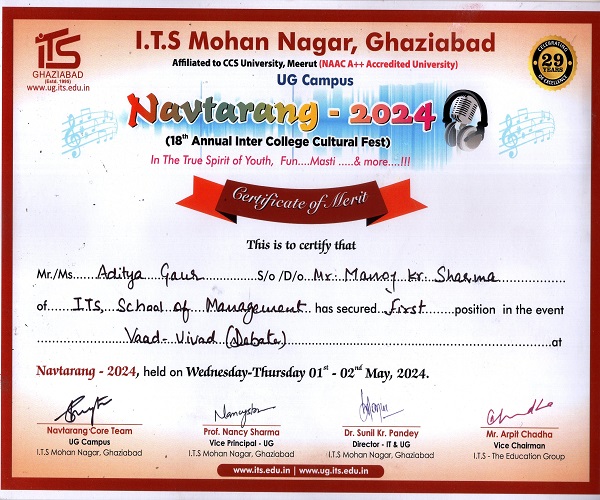 ITS
GHAZIABAD
(Estd. 1995)
www.ug.its.edu.in
I.T.S Mohan Nagar, Ghaziabad
Affiliated to CCS University, Meerut (NAAC A++ Accredited University)
UG Campus
CELEBRATING
29
YEARS
OF EXCELLENCE
Navtarang - 2024
(18th Annual Inter College Cultural Fest)
In The True Spirit of Youth, Fun....Masti .....& more....!!!
Certificate of Merit
This is to certify that
Mr./Ms. Aditya Gaur S/o /D/o Mr. Manoj Kr. Sharma
of I.T.S, School of Management has secured first position in the event
Vaad-Vivad (Debate) at
Navtarang - 2024, held on Wednesday-Thursday 01st - 02nd May, 2024.
Navtarang Core Team
UG Campus
I.T.S Mohan Nagar, Ghaziabad
Prof. Nancy Sharma
Vice Principal - UG
I.T.S Mohan Nagar, Ghaziabad
Dr. Sunil Kr. Pandey
Director - IT & UG
I.T.S Mohan Nagar, Ghaziabad
Mr. Arpit Chadha
Vice Chairman
I.T.S - The Education Group
www.its.edu.in | www.ug.its.edu.in